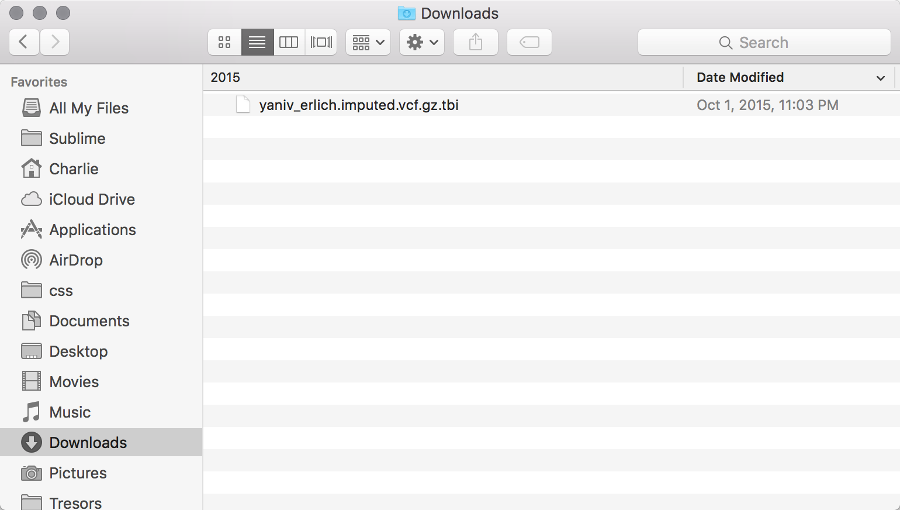 Downloads
Search
Favorites
All My Files
Sublime
Charlie
iCloud Drive
Applications
AirDrop
css
Documents
Desktop
Movies
Music
Downloads
Pictures
Tresors
2015 Date Modified
yaniv_erlich.imputed.vcf.gz.tbi Oct 1, 2015, 11:03 PM